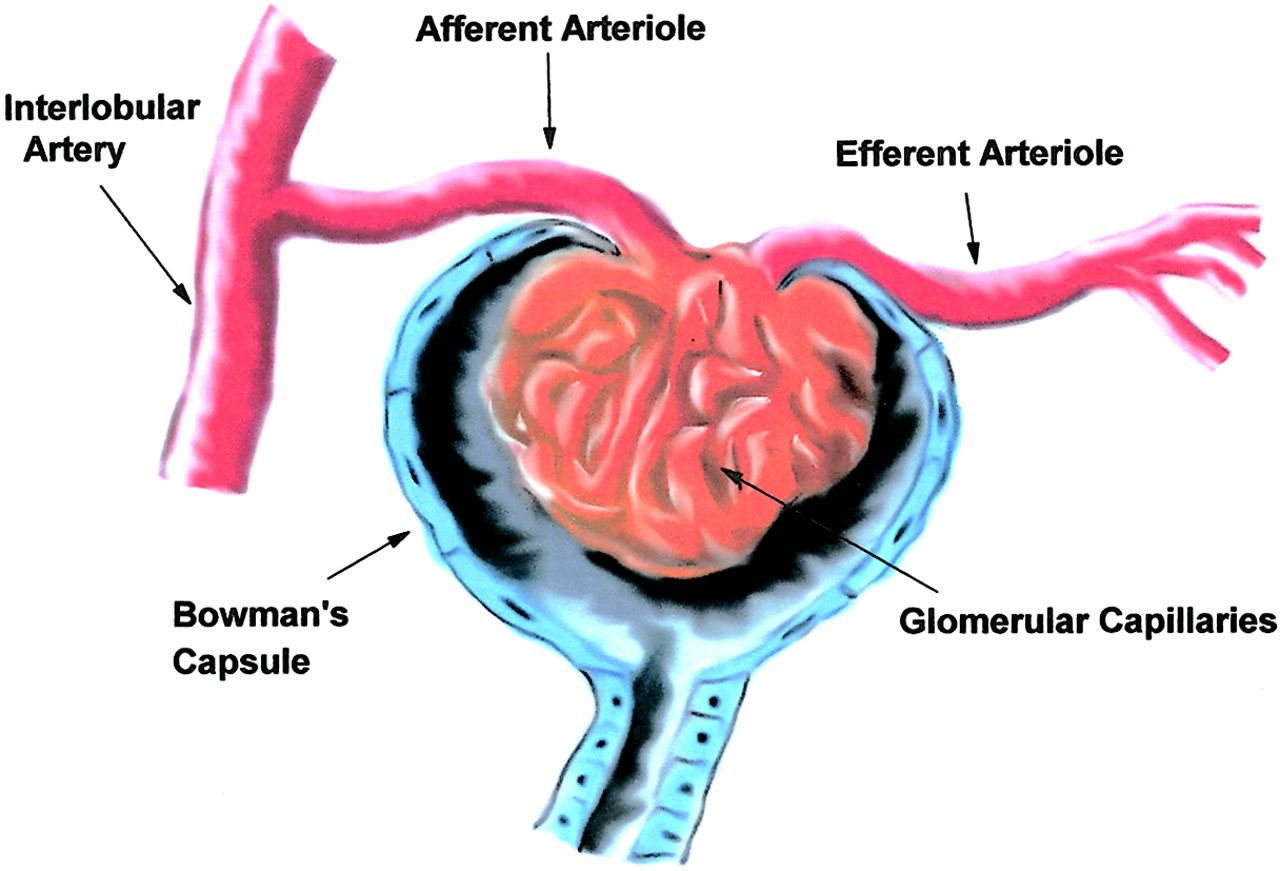 Afferent Arteriole
Interlobular
Artery
Efferent Arteriole
Bowman's
Capsule
Glomerular Capillaries